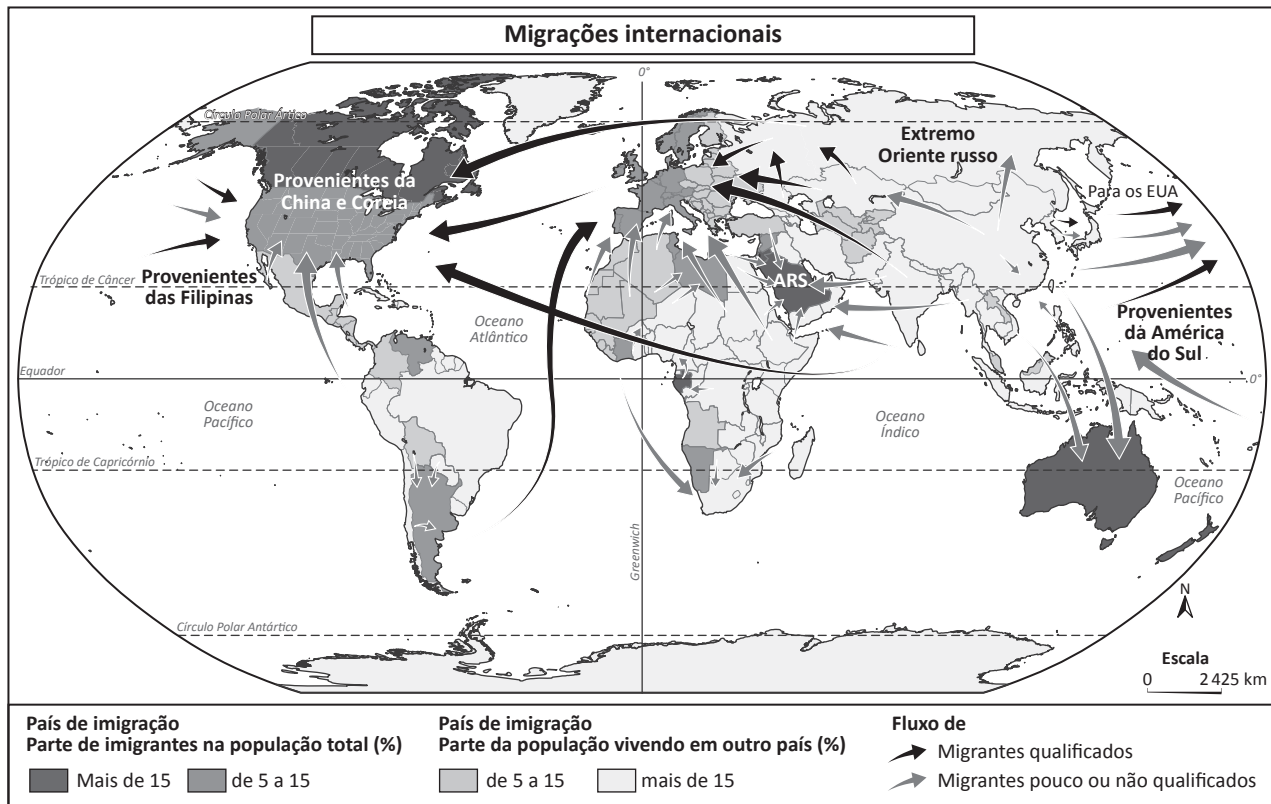 Migrações internacionais
0°
Círculo Polar Ártico
Extremo
Oriente russo
Provenientes da
China e Coreia
Para os EUA
Provenientes
das Filipinas
Trópico de Câncer
ARS
Oceano
Atlântico
Provenientes
da América
do Sul
Equador
0°
Oceano
Pacífico
Oceano
Índico
Trópico de Capricórnio
Oceano
Pacífico
Greenwich
N
Círculo Polar Antártico
Escala
0 2 425 km
País de imigração
Parte de imigrantes na população total (%)
Mais de 15
de 5 a 15
País de imigração
Parte da população vivendo em outro país (%)
de 5 a 15
mais de 15
Fluxo de
Migrantes qualificados
Migrantes pouco ou não qualificados